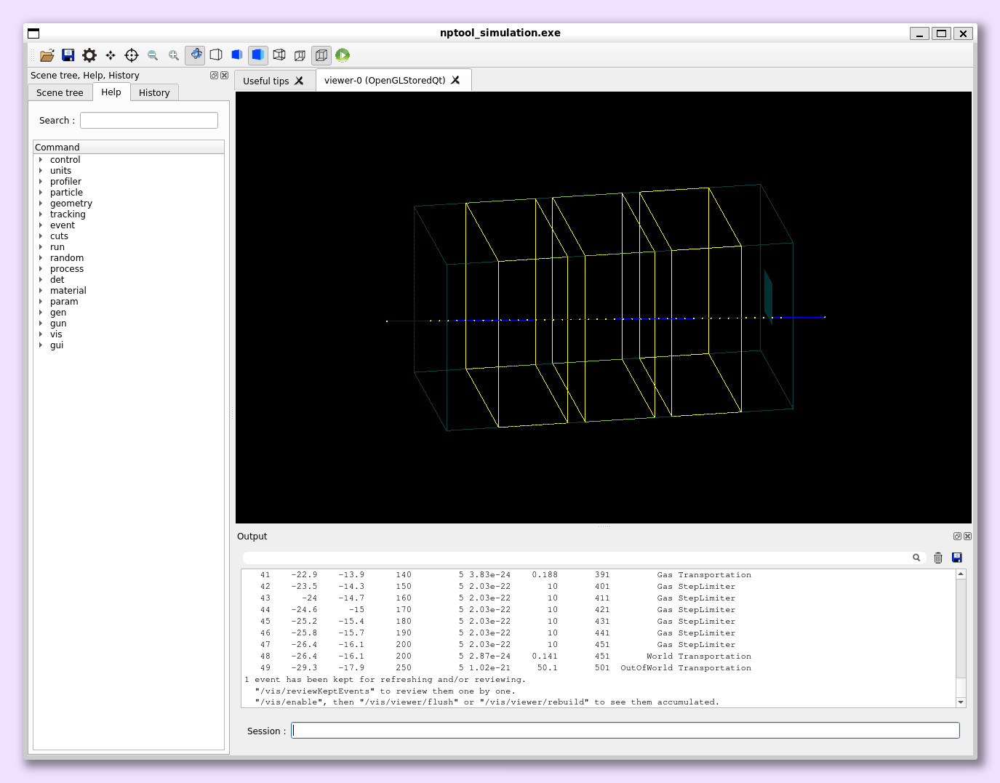 nptool_simulation.exe
Scene tree, Help, History
Scene tree Help History
Search :
Command
control
units
profiler
particle
geometry
tracking
event
cuts
run
random
process
det
material
param
gen
gun
vis
gui
Useful tips viewer-0 (OpenGLStoredQt)
Output
41 -22.9 -13.9 140 5 3.83e-24 0.188 391 Gas Transportation
42 -23.5 -14.3 150 5 2.03e-22 10 401 Gas StepLimiter
43 -24 -14.7 160 5 2.03e-22 10 411 Gas StepLimiter
44 -24.6 -15 170 5 2.03e-22 10 421 Gas StepLimiter
45 -25.2 -15.4 180 5 2.03e-22 10 431 Gas StepLimiter
46 -25.8 -15.7 190 5 2.03e-22 10 441 Gas StepLimiter
47 -26.4 -16.1 200 5 2.03e-22 10 451 Gas StepLimiter
48 -26.4 -16.1 200 5 2.87e-24 0.141 451 World Transportation
49 -29.3 -17.9 250 5 1.02e-21 50.1 501 OutOfWorld Transportation
1 event has been kept for refreshing and/or reviewing.
"/vis/reviewKeptEvents" to review them one by one.
"/vis/enable", then "/vis/viewer/flush" or "/vis/viewer/rebuild" to see them accumulated.
Session :